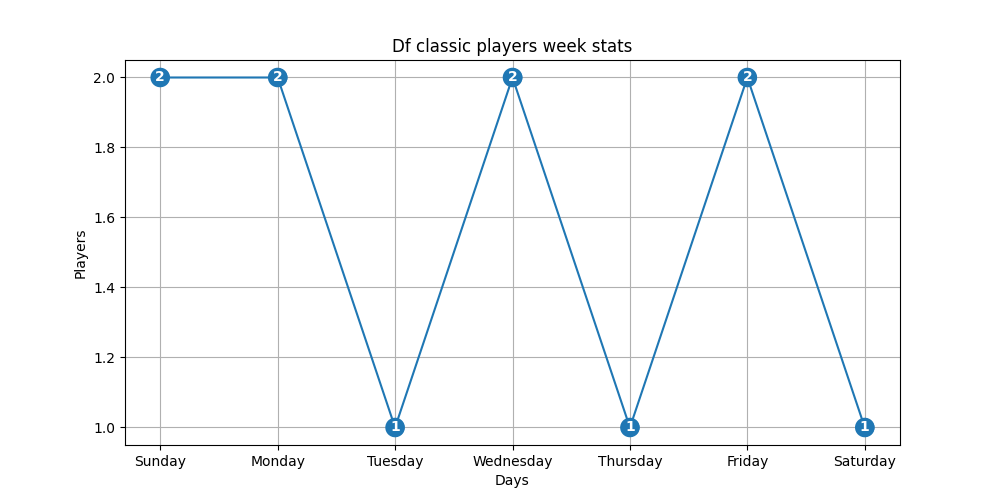 Df classic players week stats
2.0
1.8
1.6
1.4
1.2
1.0
Players
2 2 1 2 1 2 1
Sunday Monday Tuesday Wednesday Thursday Friday Saturday
Days